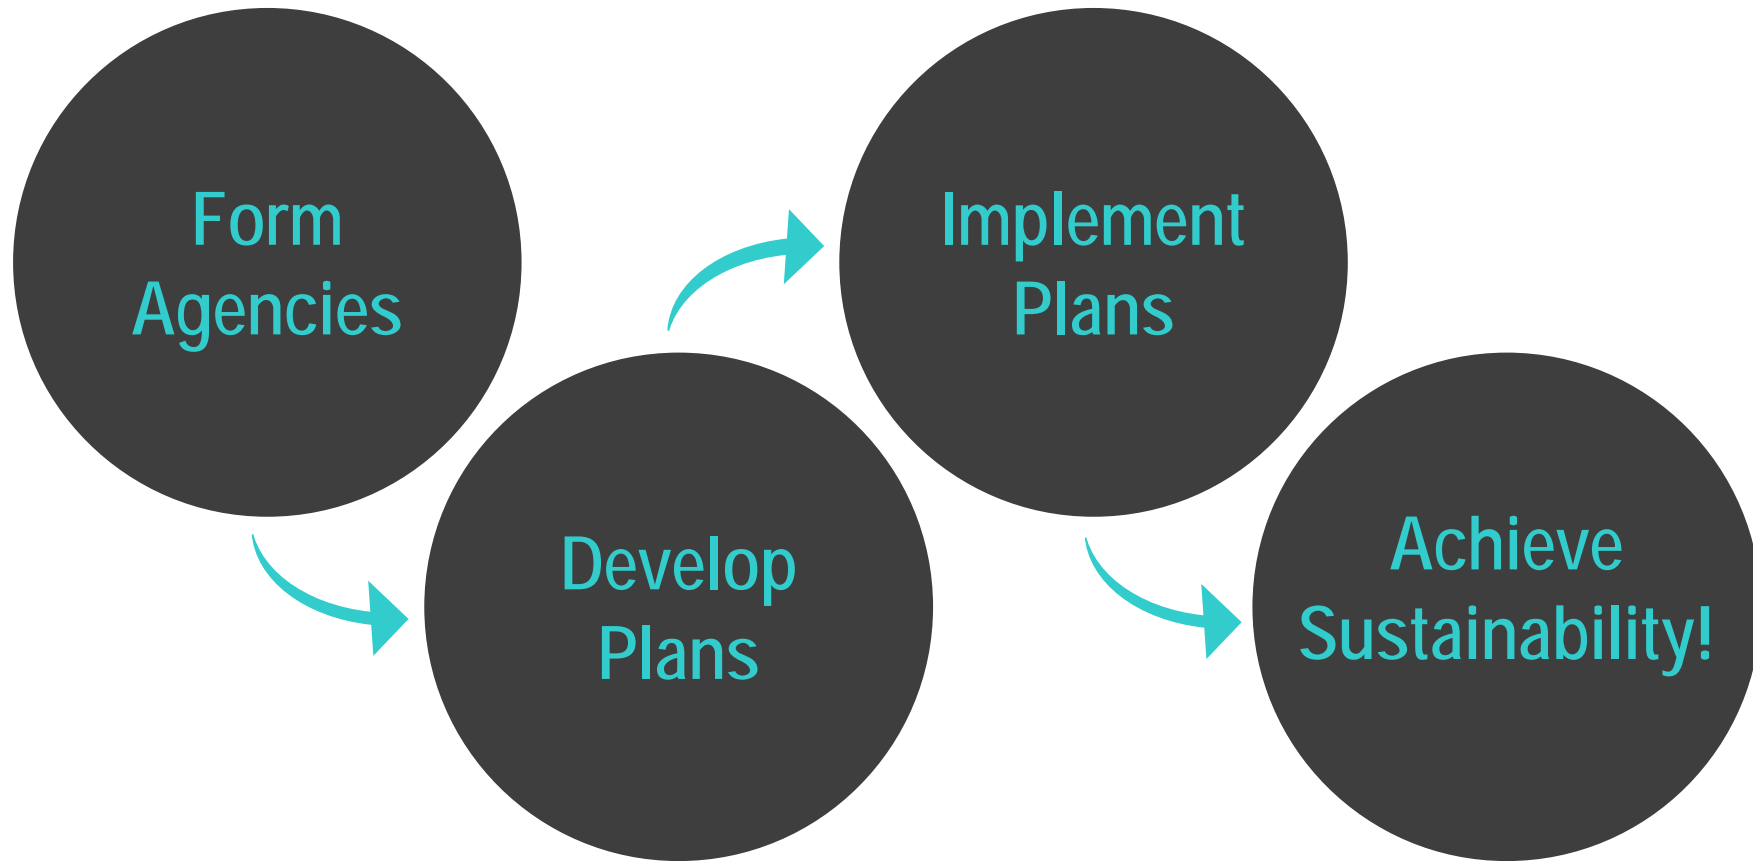 Form
Agencies
Develop
Plans
Implement
Plans
Achieve
Sustainability!